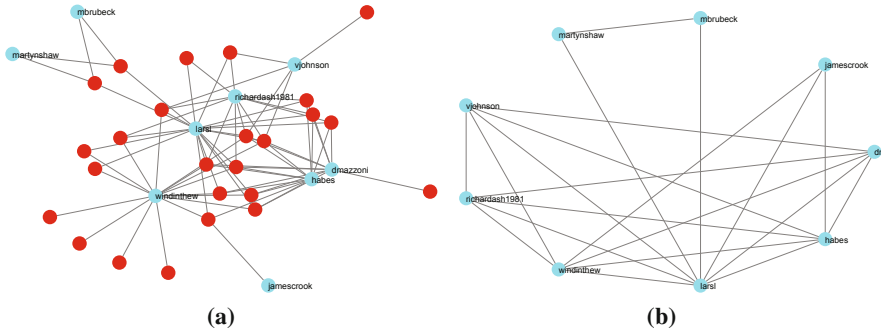 mbrubeck
martynshaw
vjohnson
richardash1981
larsl
dmazzoni
habes
windinthew
jamescrook
(a)
mbrubeck
martynshaw
jamescrook
vjohnson
d
richardash1981
habes
windinthew
larsl
(b)